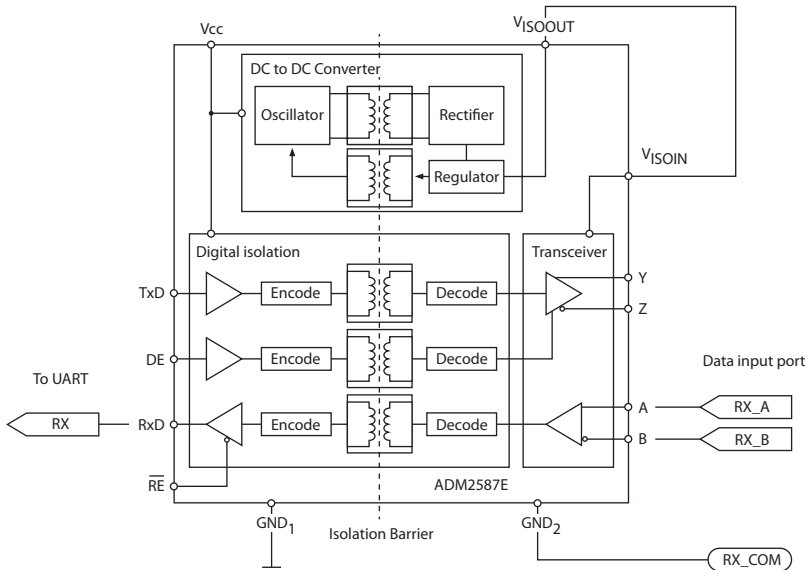 Vcc
VISOOUT
DC to DC Converter
Oscillator
Rectifier
Regulator
VISOIN
Digital isolation
Transceiver
TxD
Encode
Decode
Y
Z
DE
Encode
Decode
To UART
Data input port
RX
RxD
Encode
Decode
A
RX_A
B
RX_B
RE
ADM2587E
GND1
Isolation Barrier
GND2
RX_COM